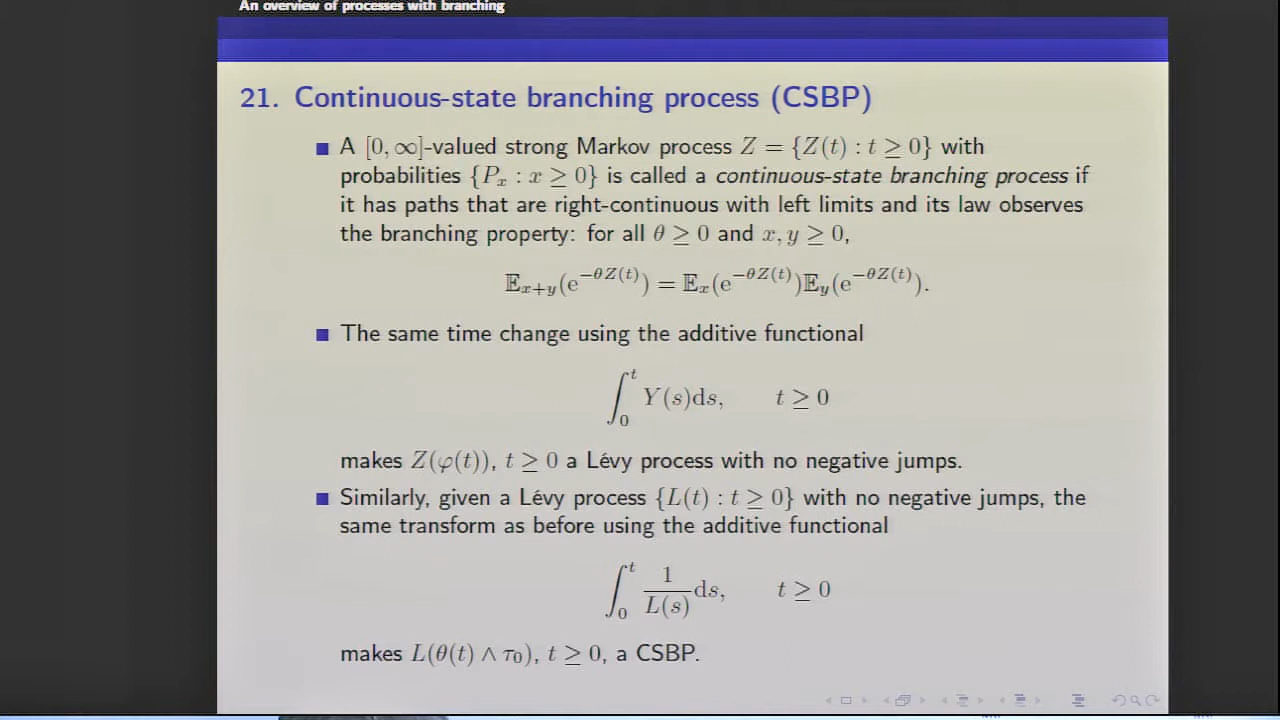 An overview of processes with branching
21. Continuous-state branching process (CSBP)
A [0, ∞]-valued strong Markov process Z = {Z(t) : t ≥ 0} with
probabilities {Pₓ : x ≥ 0} is called a continuous-state branching process if
it has paths that are right-continuous with left limits and its law observes
the branching property: for all θ ≥ 0 and x, y ≥ 0,
𝔼_{x+y}(e^{−θZ(t)}) = 𝔼_x(e^{−θZ(t)})𝔼_y(e^{−θZ(t)}).
The same time change using the additive functional
∫_0^t Y(s)ds, t ≥ 0
makes Z(φ(t)), t ≥ 0 a Lévy process with no negative jumps.
Similarly, given a Lévy process {L(t) : t ≥ 0} with no negative jumps, the
same transform as before using the additive functional
∫_0^t 1/L(s) ds, t ≥ 0
makes L(θ(t) ∧ τ₀), t ≥ 0, a CSBP.